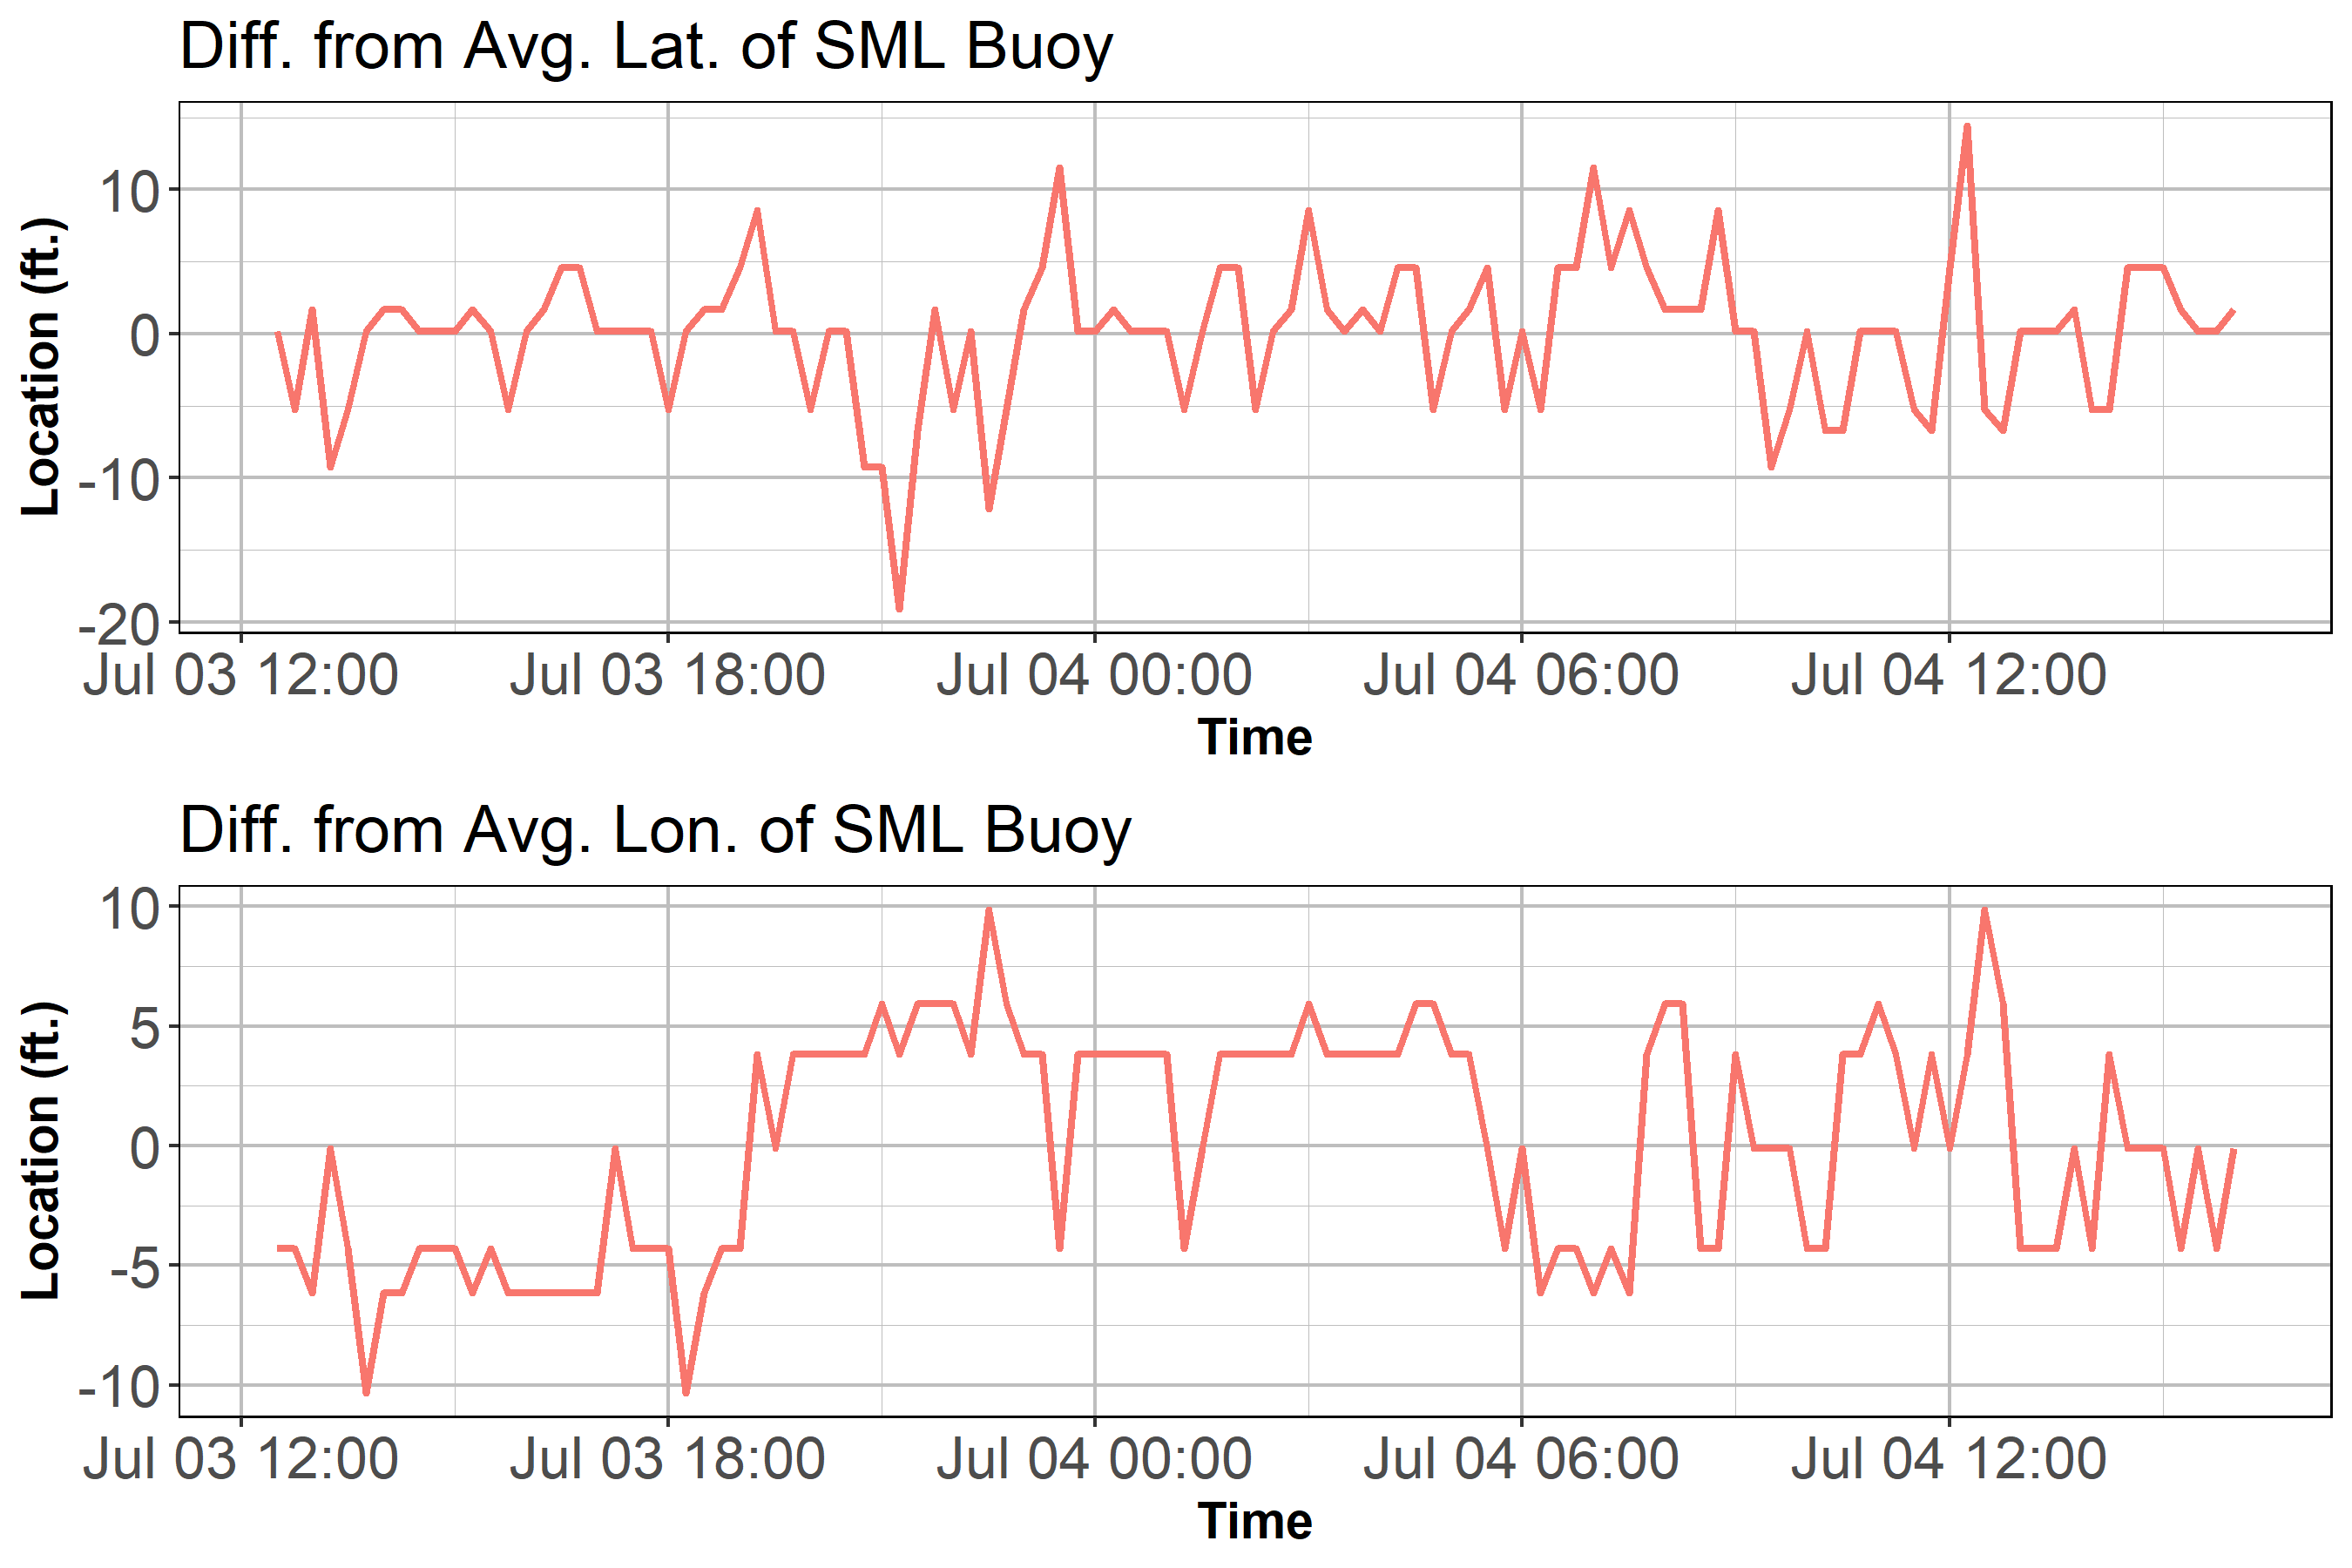 Diff. from Avg. Lat. of SML Buoy
Location (ft.)
10
0
-10
-20
Jul 03 12:00 Jul 03 18:00 Jul 04 00:00 Jul 04 06:00 Jul 04 12:00
Time
Diff. from Avg. Lon. of SML Buoy
Location (ft.)
10
5
0
-5
-10
Jul 03 12:00 Jul 03 18:00 Jul 04 00:00 Jul 04 06:00 Jul 04 12:00
Time